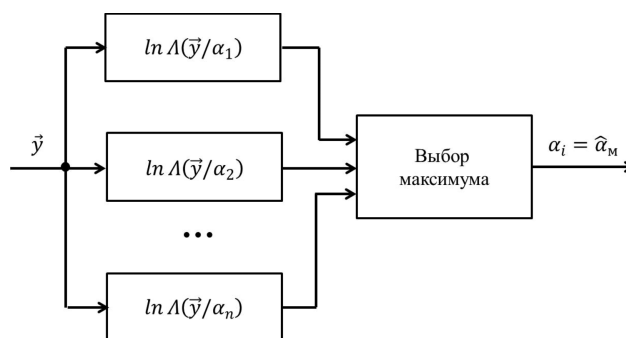 ln Λ(y⃗/α₁)
y⃗
ln Λ(y⃗/α₂)
Выбор
максимума
αᵢ = α̂ₘ
...
ln Λ(y⃗/αₙ)